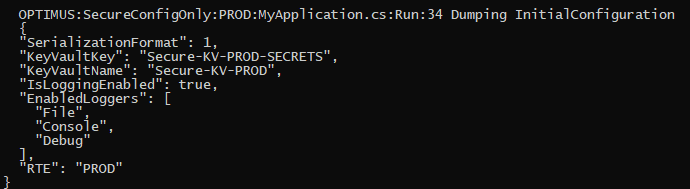 OPTIMUS:SecureConfigOnly:PROD:MyApplication.cs:Run:34 Dumping InitialConfiguration
{
"SerializationFormat": 1,
"KeyVaultKey": "Secure-KV-PROD-SECRETS",
"KeyVaultName": "Secure-KV-PROD",
"IsLoggingEnabled": true,
"EnabledLoggers": [
"File",
"Console",
"Debug"
],
"RTE": "PROD"
}